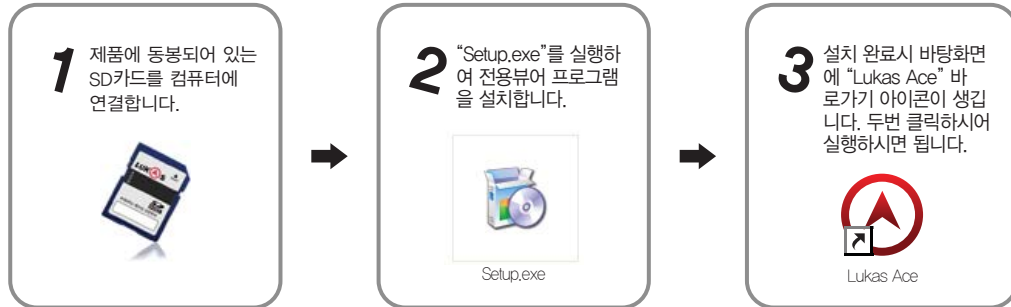 1
제품에 동봉되어 있는
SD카드를 컴퓨터에
연결합니다.
LUKAS
2
“Setup.exe”를 실행하
여 전용뷰어 프로그램
을 설치합니다.
Setup.exe
3
설치 완료시 바탕화면
에 “Lukas Ace” 바
로가기 아이콘이 생깁
니다. 두번 클릭하시어
실행하시면 됩니다.
Lukas Ace